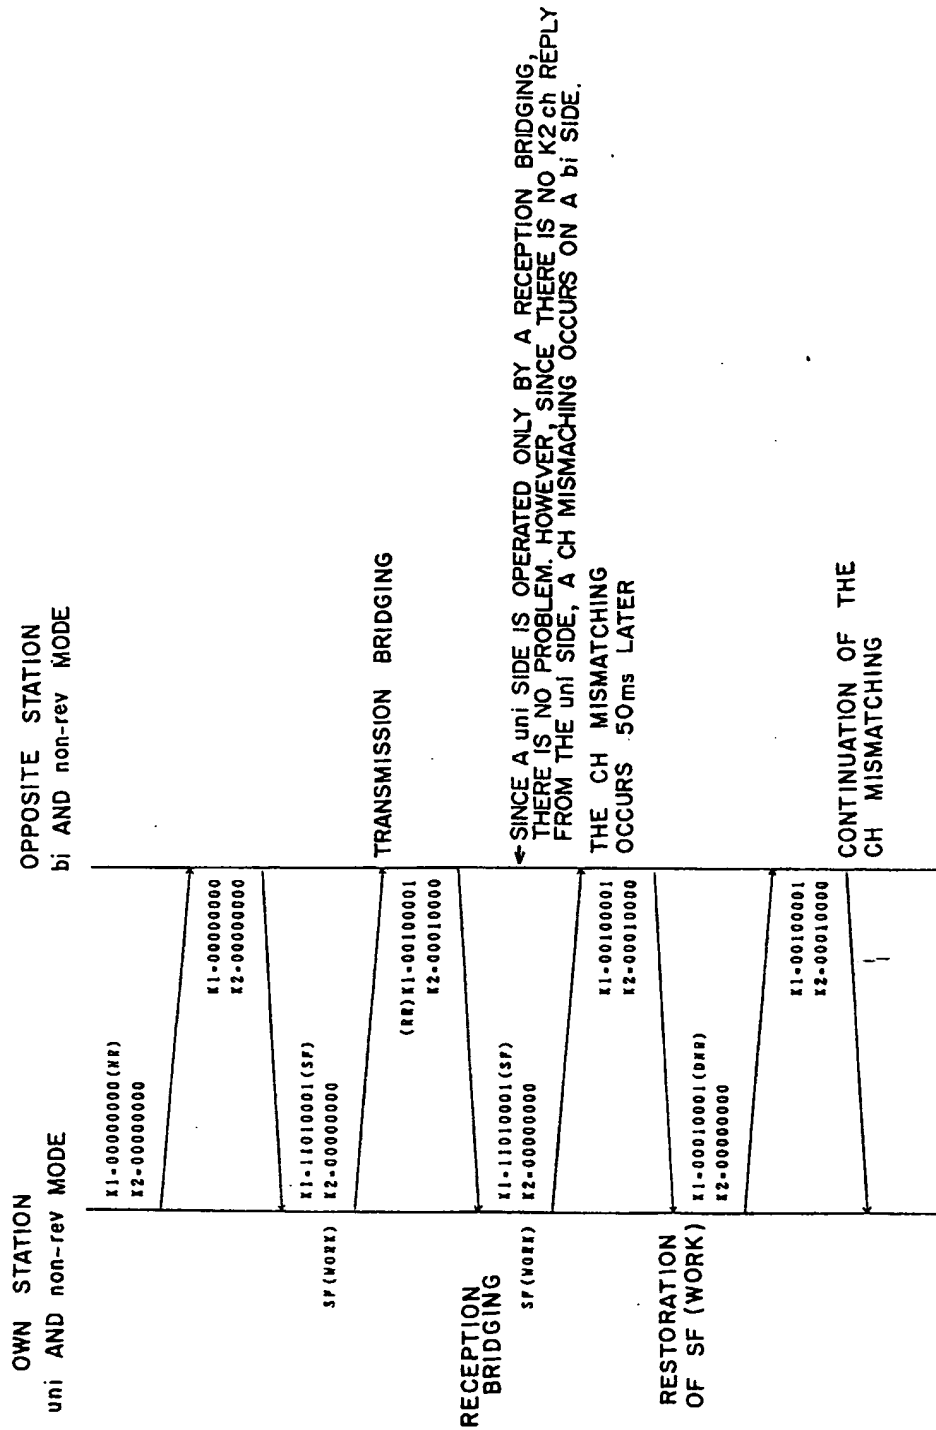 OWN STATION
uni AND non-rev MODE
OPPOSITE STATION
bi AND non-rev MODE
K1=00000000(NR)
K2=00000000
K1=00000000
K2=00000000
SF(WORK)
K1=11010001(SF)
K2=00000000
TRANSMISSION BRIDGING
(RR)K1=00100001
K2=00010000
RECEPTION
BRIDGING
SF(WORK)
K1=11010001(SF)
K2=00000000
SINCE A uni SIDE IS OPERATED ONLY BY A RECEPTION BRIDGING,
THERE IS NO PROBLEM. HOWEVER, SINCE THERE IS NO K2 ch REPLY
FROM THE uni SIDE, A CH MISMACHING OCCURS ON A bi SIDE.
THE CH MISMATCHING
OCCURS 50ms LATER
K1=00100001
K2=00010000
RESTORATION
OF SF (WORK)
K1=00010001(DNR)
K2=00000000
K1=00100001
K2=00010000
CONTINUATION OF THE
CH MISMATCHING